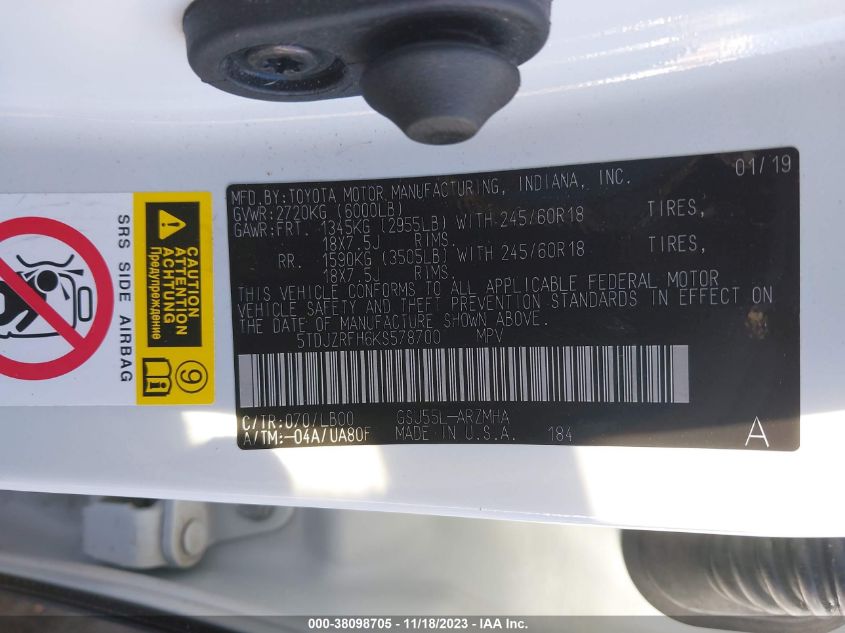 01/19
MFD.BY:TOYOTA MOTOR MANUFACTURING, INDIANA, INC.
GVWR:2720KG (6000LB)
GAWR:FRT. 1345KG (2955LB) WITH 245/60R18 TIRES,
18X7.5J RIMS.
RR. 1590KG (3505LB) WITH 245/60R18 TIRES,
18X7.5J RIMS.
THIS VEHICLE CONFORMS TO ALL APPLICABLE FEDERAL MOTOR
VEHICLE SAFETY AND THEFT PREVENTION STANDARDS IN EFFECT ON
THE DATE OF MANUFACTURE SHOWN ABOVE.
5TDJZRFH6KS578700 MPV
C/TR:070/LB00 GSJ55L-ARZMHA
A/TM:-04A/UA80F MADE IN U.S.A. 184 A
SRS SIDE AIRBAG
CAUTION
ATTENTION
ACHTUNG
Предупреждение
9
000-38098705 - 11/18/2023 - IAA Inc.